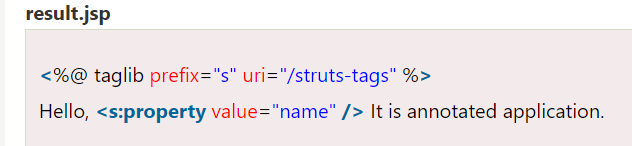 result.jsp
<%@ taglib prefix="s" uri="/struts-tags" %>
Hello, <s:property value="name" /> It is annotated application.